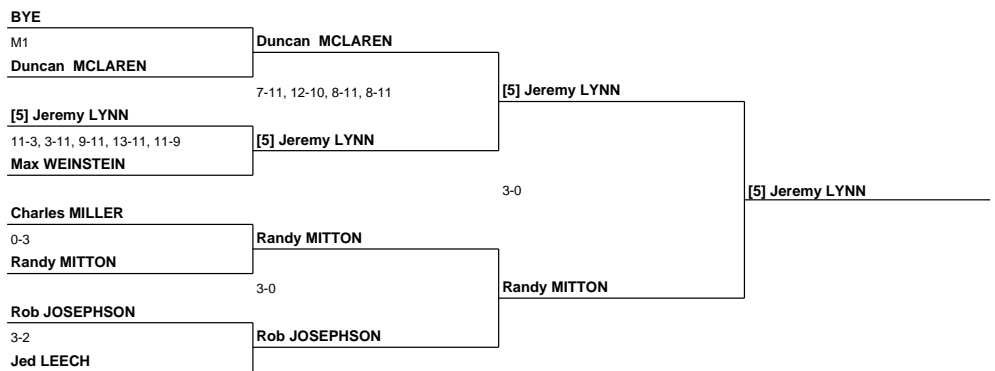 BYE
M1
Duncan MCLAREN
Duncan MCLAREN
7-11, 12-10, 8-11, 8-11
[5] Jeremy LYNN
[5] Jeremy LYNN
11-3, 3-11, 9-11, 13-11, 11-9
[5] Jeremy LYNN
Max WEINSTEIN
3-0
[5] Jeremy LYNN
Charles MILLER
0-3
Randy MITTON
Randy MITTON
3-0
Randy MITTON
Rob JOSEPHSON
3-2
Rob JOSEPHSON
Jed LEECH